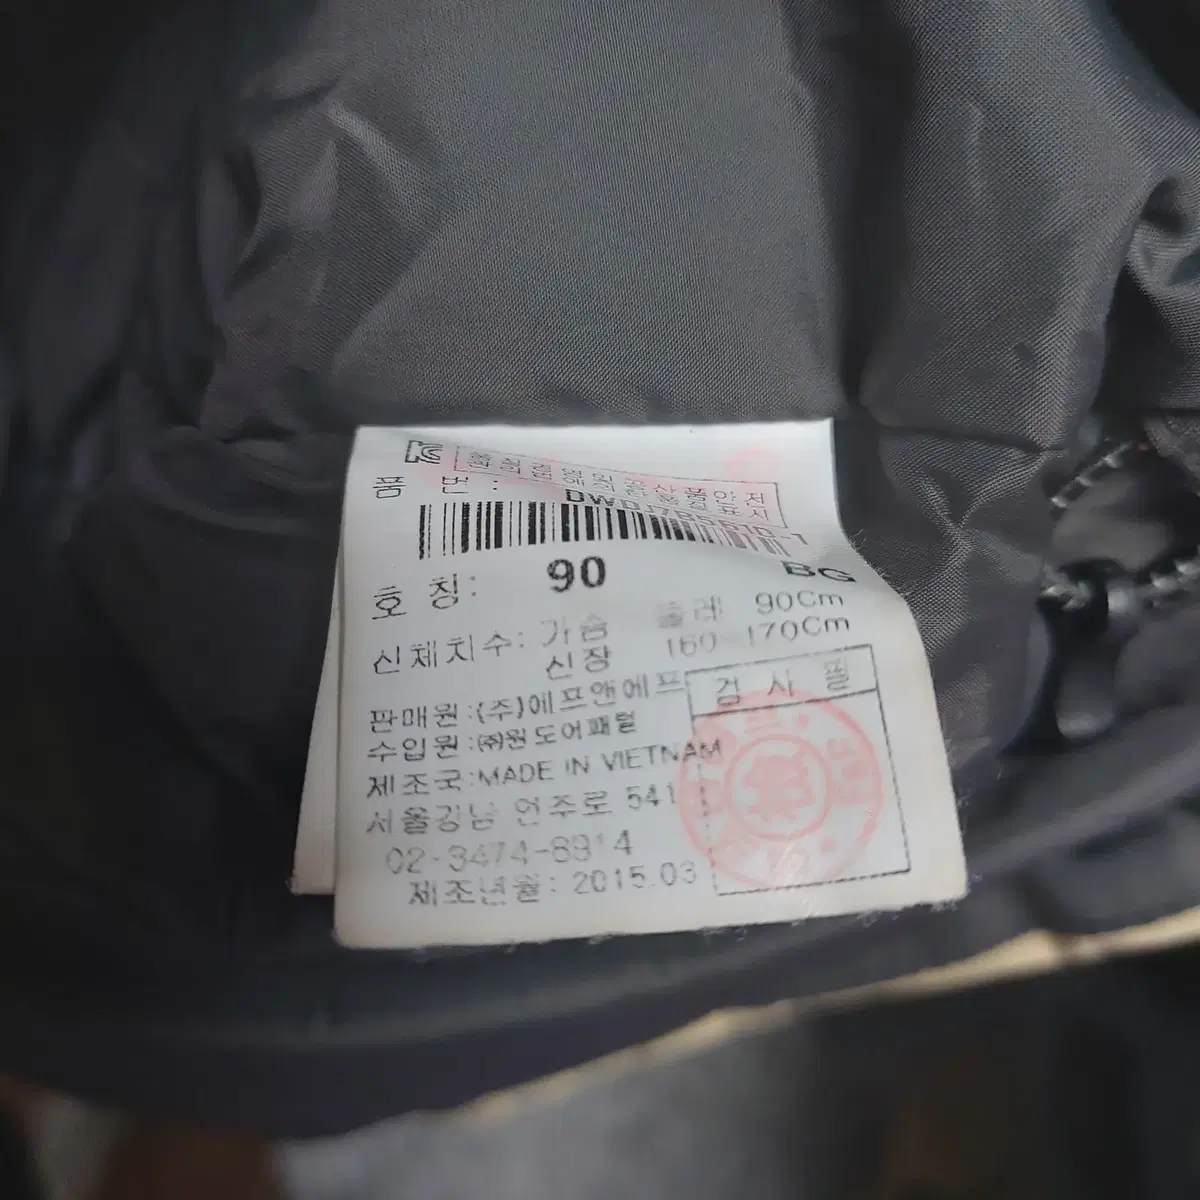 품 번:
호 칭: 90 BG
신체치수: 가슴 둘레 90Cm
신장 160 170Cm
검 사 필
판매원:(주)에프앤에프
수입원:㈜원도어패럴
제조국:MADE IN VIETNAM
서울강남 언주로 541
02-3474-6914
제조년월: 2015.03